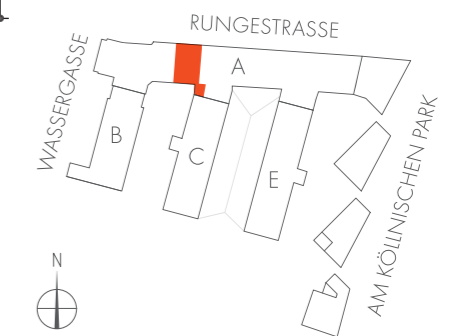 RUNGESTRASSE
WASSERGASSE
A
B
C
E
AM KÖLLNISCHEN PARK
N